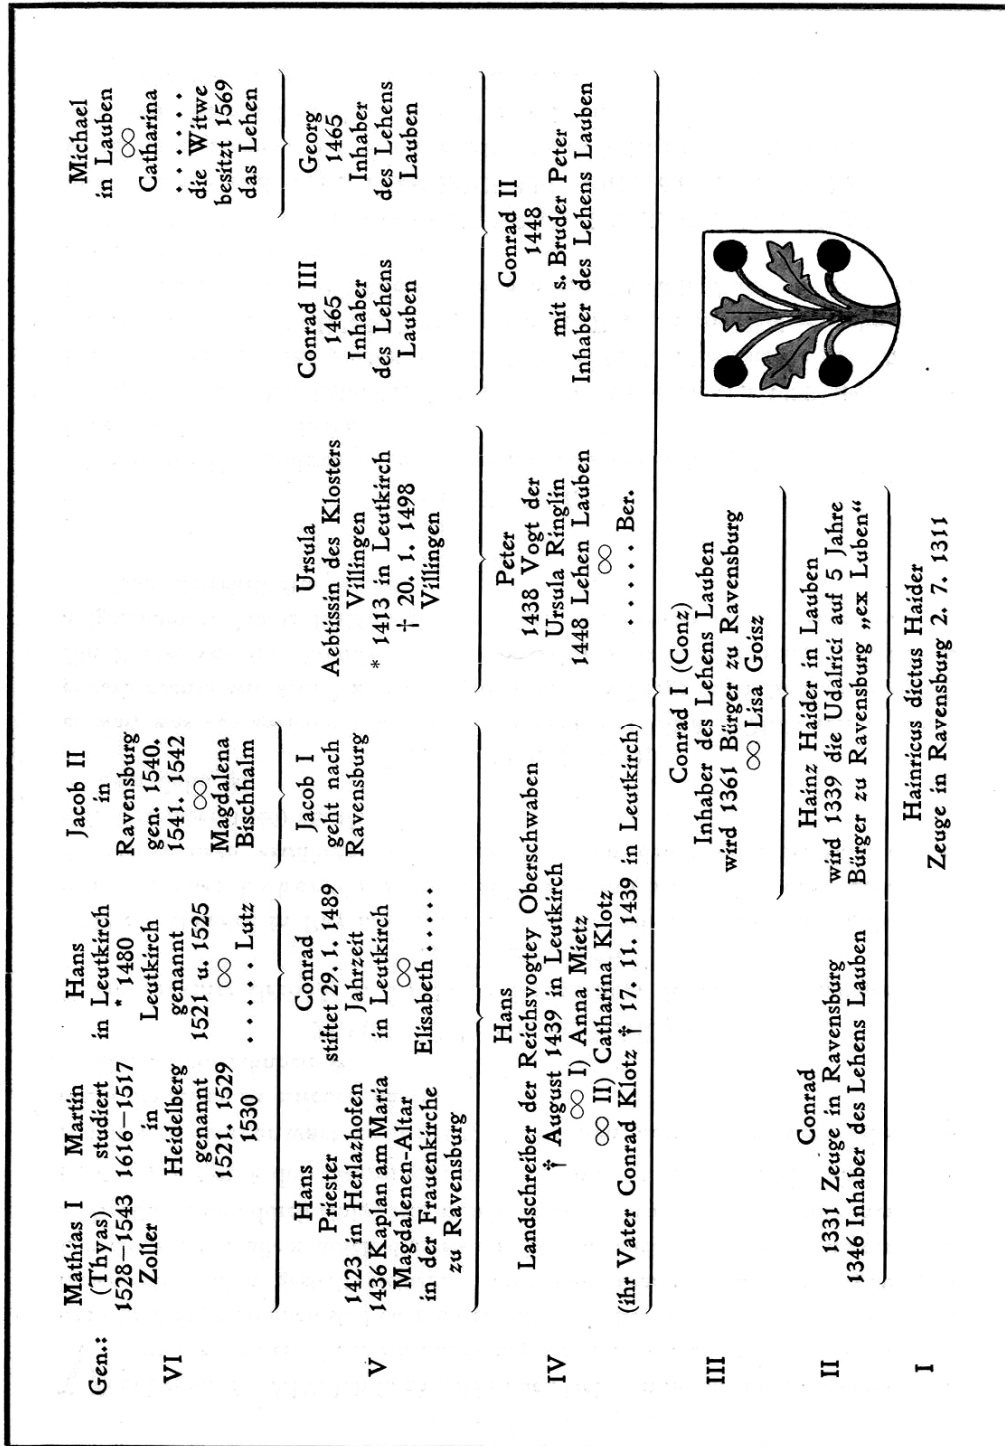 Gen.:
VI
Mathias I
(Thyas)
1528–1543
Zoller
Martin
studiert
1616–1517
in
Heidelberg
genannt
1521. 1529
1530
Hans
in Leutkirch
* 1480
Leutkirch
genannt
1521 u. 1525
∞
..... Lutz
Jacob II
in
Ravensburg
gen. 1540.
1541. 1542
∞
Magdalena
Bischhalm
Michael
in Lauben
∞
Catharina
......
die Witwe
besitzt 1569
das Lehen
V
Hans
Priester
1423 in Herlazhofen
1436 Kaplan am Maria
Magdalenen-Altar
in der Frauenkirche
zu Ravensburg
Conrad
stiftet 29. 1. 1489
Jahrzeit
in Leutkirch
∞
Elisabeth .....
Jacob I
geht nach
Ravensburg
Ursula
Aebtissin des Klosters
Villingen
* 1413 in Leutkirch
† 20. 1. 1498
Villingen
Conrad III
1465
Inhaber
des Lehens
Lauben
Georg
1465
Inhaber
des Lehens
Lauben
IV
Hans
Landschreiber der Reichsvogtey Oberschwaben
† August 1439 in Leutkirch
∞ I) Anna Mietz
∞ II) Catharina Klotz
(ihr Vater Conrad Klotz † 17. 11. 1439 in Leutkirch)
Peter
1438 Vogt der
Ursula Ringlin
1448 Lehen Lauben
∞
..... Ber.
Conrad II
1448
mit s. Bruder Peter
Inhaber des Lehens Lauben
III
Conrad I (Conz)
Inhaber des Lehens Lauben
wird 1361 Bürger zu Ravensburg
∞ Lisa Goisz
II
Conrad
1331 Zeuge in Ravensburg
1346 Inhaber des Lehens Lauben
Hainz Haider in Lauben
wird 1339 die Udalrici auf 5 Jahre
Bürger zu Ravensburg „ex Luben“
I
Hainricus dictus Haider
Zeuge in Ravensburg 2. 7. 1311